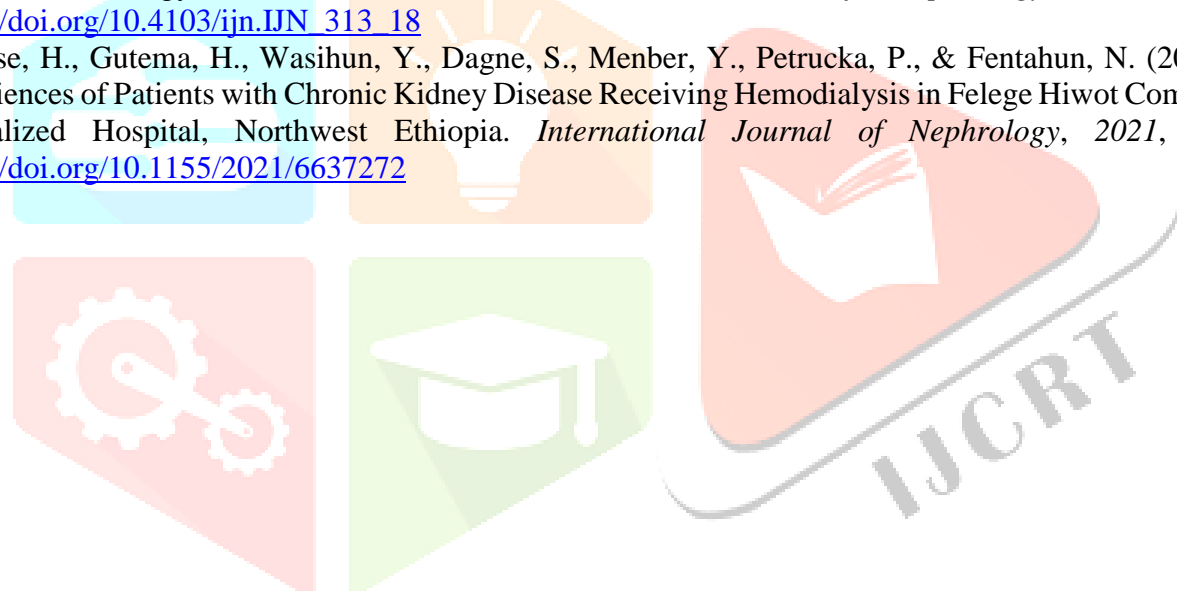 /doi.org/10.4103/ijn.IJN_313_18
se, H., Gutema, H., Wasihun, Y., Dagne, S., Menber, Y., Petrucka, P., & Fentahun, N. (20
iences of Patients with Chronic Kidney Disease Receiving Hemodialysis in Felege Hiwot Com
alized Hospital, Northwest Ethiopia. International Journal of Nephrology, 2021,
/doi.org/10.1155/2021/6637272
IJCRT